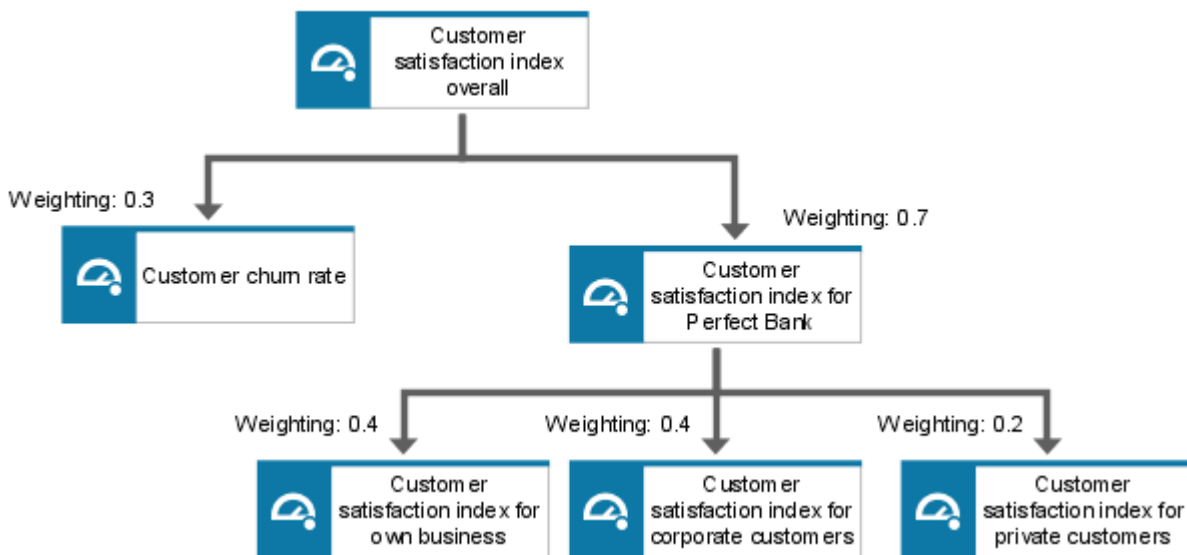 Customer
satisfaction index
overall
Weighting: 0.3
Weighting: 0.7
Customer churn rate
Customer
satisfaction index for
Perfect Bank
Weighting: 0.4
Weighting: 0.4
Weighting: 0.2
Customer
satisfaction index for
own business
Customer
satisfaction index for
corporate customers
Customer
satisfaction index for
private customers